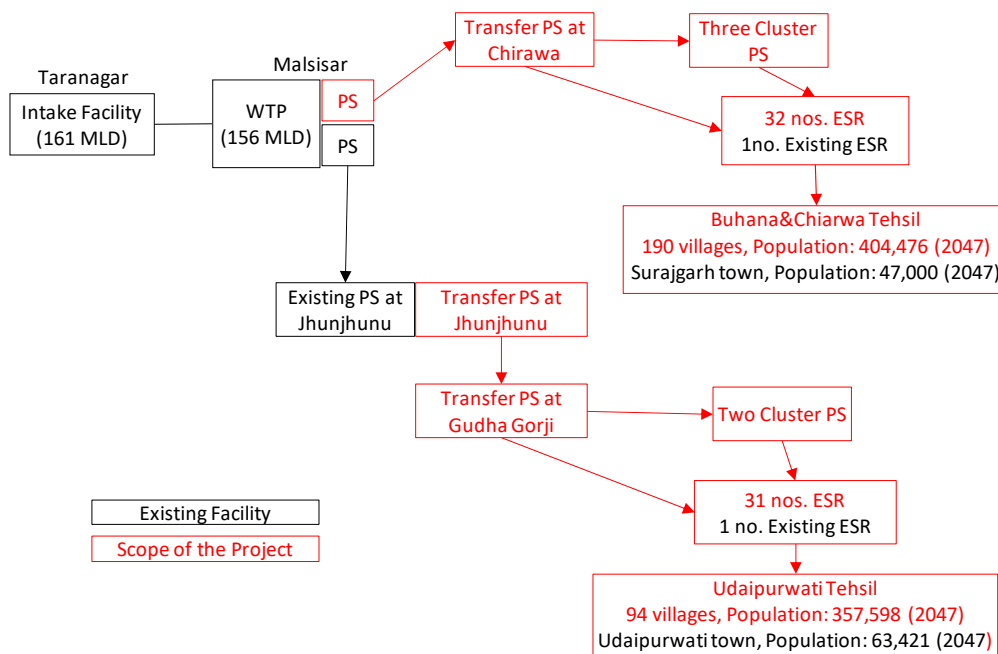 Taranagar
Intake Facility
(161 MLD)
Malsisar
WTP
(156 MLD)
PS
PS
Transfer PS at
Chirawa
Three Cluster
PS
32 nos. ESR
1no. Existing ESR
Buhana&Chiarwa Tehsil
190 villages, Population: 404,476 (2047)
Surajgarh town, Population: 47,000 (2047)
Existing PS at
Jhunjhunu
Transfer PS at
Jhunjhunu
Transfer PS at
Gudha Gorji
Two Cluster PS
31 nos. ESR
1 no. Existing ESR
Udaipurwati Tehsil
94 villages, Population: 357,598 (2047)
Udaipurwati town, Population: 63,421 (2047)
Existing Facility
Scope of the Project